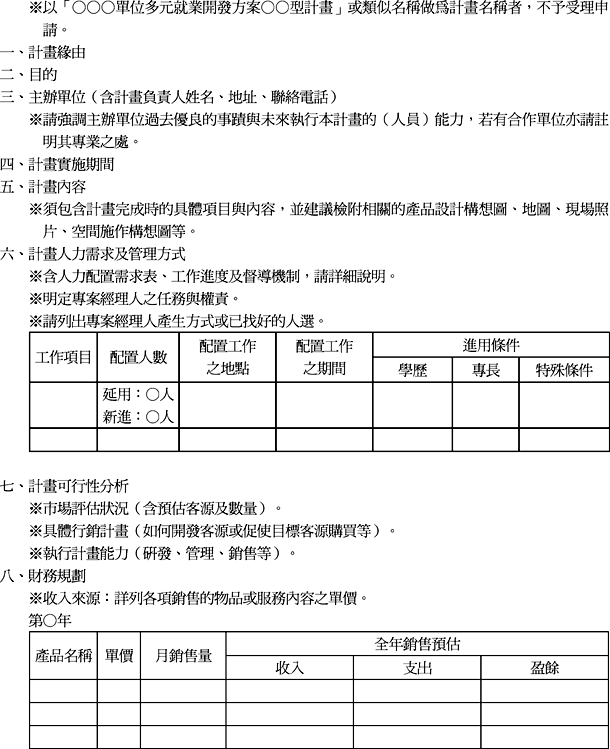 ※以「○○○單位多元就業開發方案○○型計畫」或類似名稱做為計畫名稱者，不予受理申
請。
一、計畫緣由
二、目的
三、主辦單位（含計畫負責人姓名、地址、聯絡電話）
※請強調主辦單位過去優良的事蹟與未來執行本計畫的（人員）能力，若有合作單位亦請註
明其專業之處。
四、計畫實施期間
五、計畫內容
※須包含計畫完成時的具體項目與內容，並建議檢附相關的產品設計構想圖、地圖、現場照
片、空間施作構想圖等。
六、計畫人力需求及管理方式
※含人力配置需求表、工作進度及督導機制，請詳細說明。
※明定專案經理人之任務與權責。
※請列出專案經理人產生方式或已找好的人選。
工作項目 配置人數 配置工作之地點 配置工作之期間 進用條件
學歷 專長 特殊條件
延用：○人
新進：○人
七、計畫可行性分析
※市場評估狀況（含預估客源及數量）。
※具體行銷計畫（如何開發客源或促使目標客源購買等）。
※執行計畫能力（研發、管理、銷售等）。
八、財務規劃
※收入來源：詳列各項銷售的物品或服務內容之單價。
第○年
產品名稱 單價 月銷售量 全年銷售預估
收入 支出 盈餘